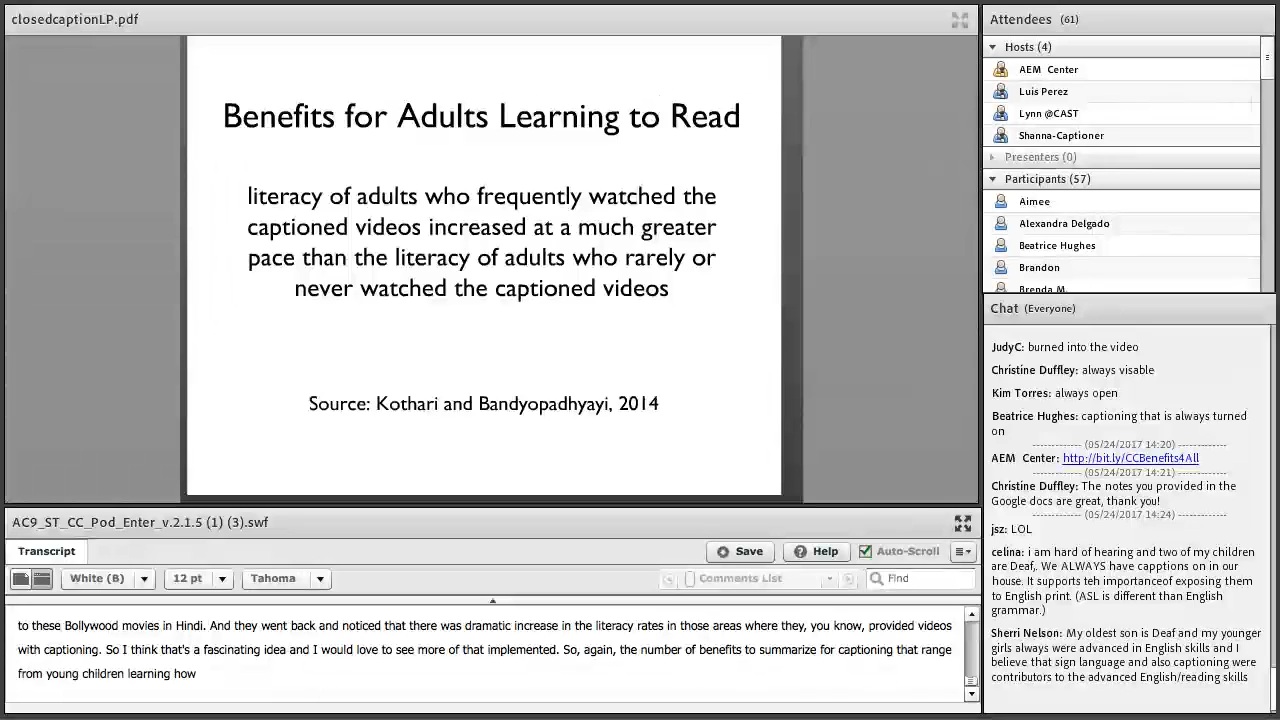 closedcaptionLP.pdf
Benefits for Adults Learning to Read
literacy of adults who frequently watched the
captioned videos increased at a much greater
pace than the literacy of adults who rarely or
never watched the captioned videos
Source: Kothari and Bandyopadhyayi, 2014
AC9_ST_CC_Pod_Enter_v.2.1.5 (1) (3).swf
Transcript
Save
Help
Auto-Scroll
White (B)
12 pt
Tahoma
Comments List
Find
to these Bollywood movies in Hindi. And they went back and noticed that there was dramatic increase in the literacy rates in those areas where they, you know, provided videos
with captioning. So I think that's a fascinating idea and I would love to see more of that implemented. So, again, the number of benefits to summarize for captioning that range
from young children learning how
Attendees (61)
Hosts (4)
AEM Center
Luis Perez
Lynn @CAST
Shanna-Captioner
Presenters (0)
Participants (57)
Aimee
Alexandra Delgado
Beatrice Hughes
Brandon
Brenda M.
Chat (Everyone)
JudyC: burned into the video
Christine Duffley: always visable
Kim Torres: always open
Beatrice Hughes: captioning that is always turned
on
------------- (05/24/2017 14:20) -------------
AEM Center: http://bit.ly/CCBenefits4All
------------- (05/24/2017 14:21) -------------
Christine Duffley: The notes you provided in the
Google docs are great, thank you!
------------- (05/24/2017 14:24) -------------
jsz: LOL
celina: i am hard of hearing and two of my children
are Deaf,. We ALWAYS have capptions on in our
house. It supports teh importanceof exposing them
to English print. (ASL is different than English
grammar.)
Sherri Nelson: My oldest son is Deaf and my younger
girls always were advanced in English skills and I
believe that sign language and also captioning were
contributors to the advanced English/reading skills